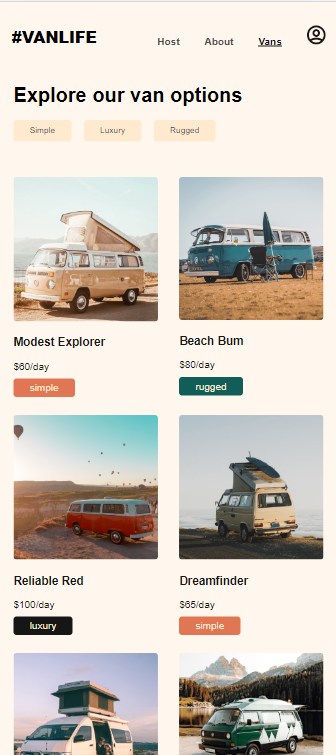 #VANLIFE
Host About Vans
Explore our van options
Simple Luxury Rugged
Modest Explorer
$60/day
simple
Beach Bum
$80/day
rugged
Reliable Red
$100/day
luxury
Dreamfinder
$65/day
simple